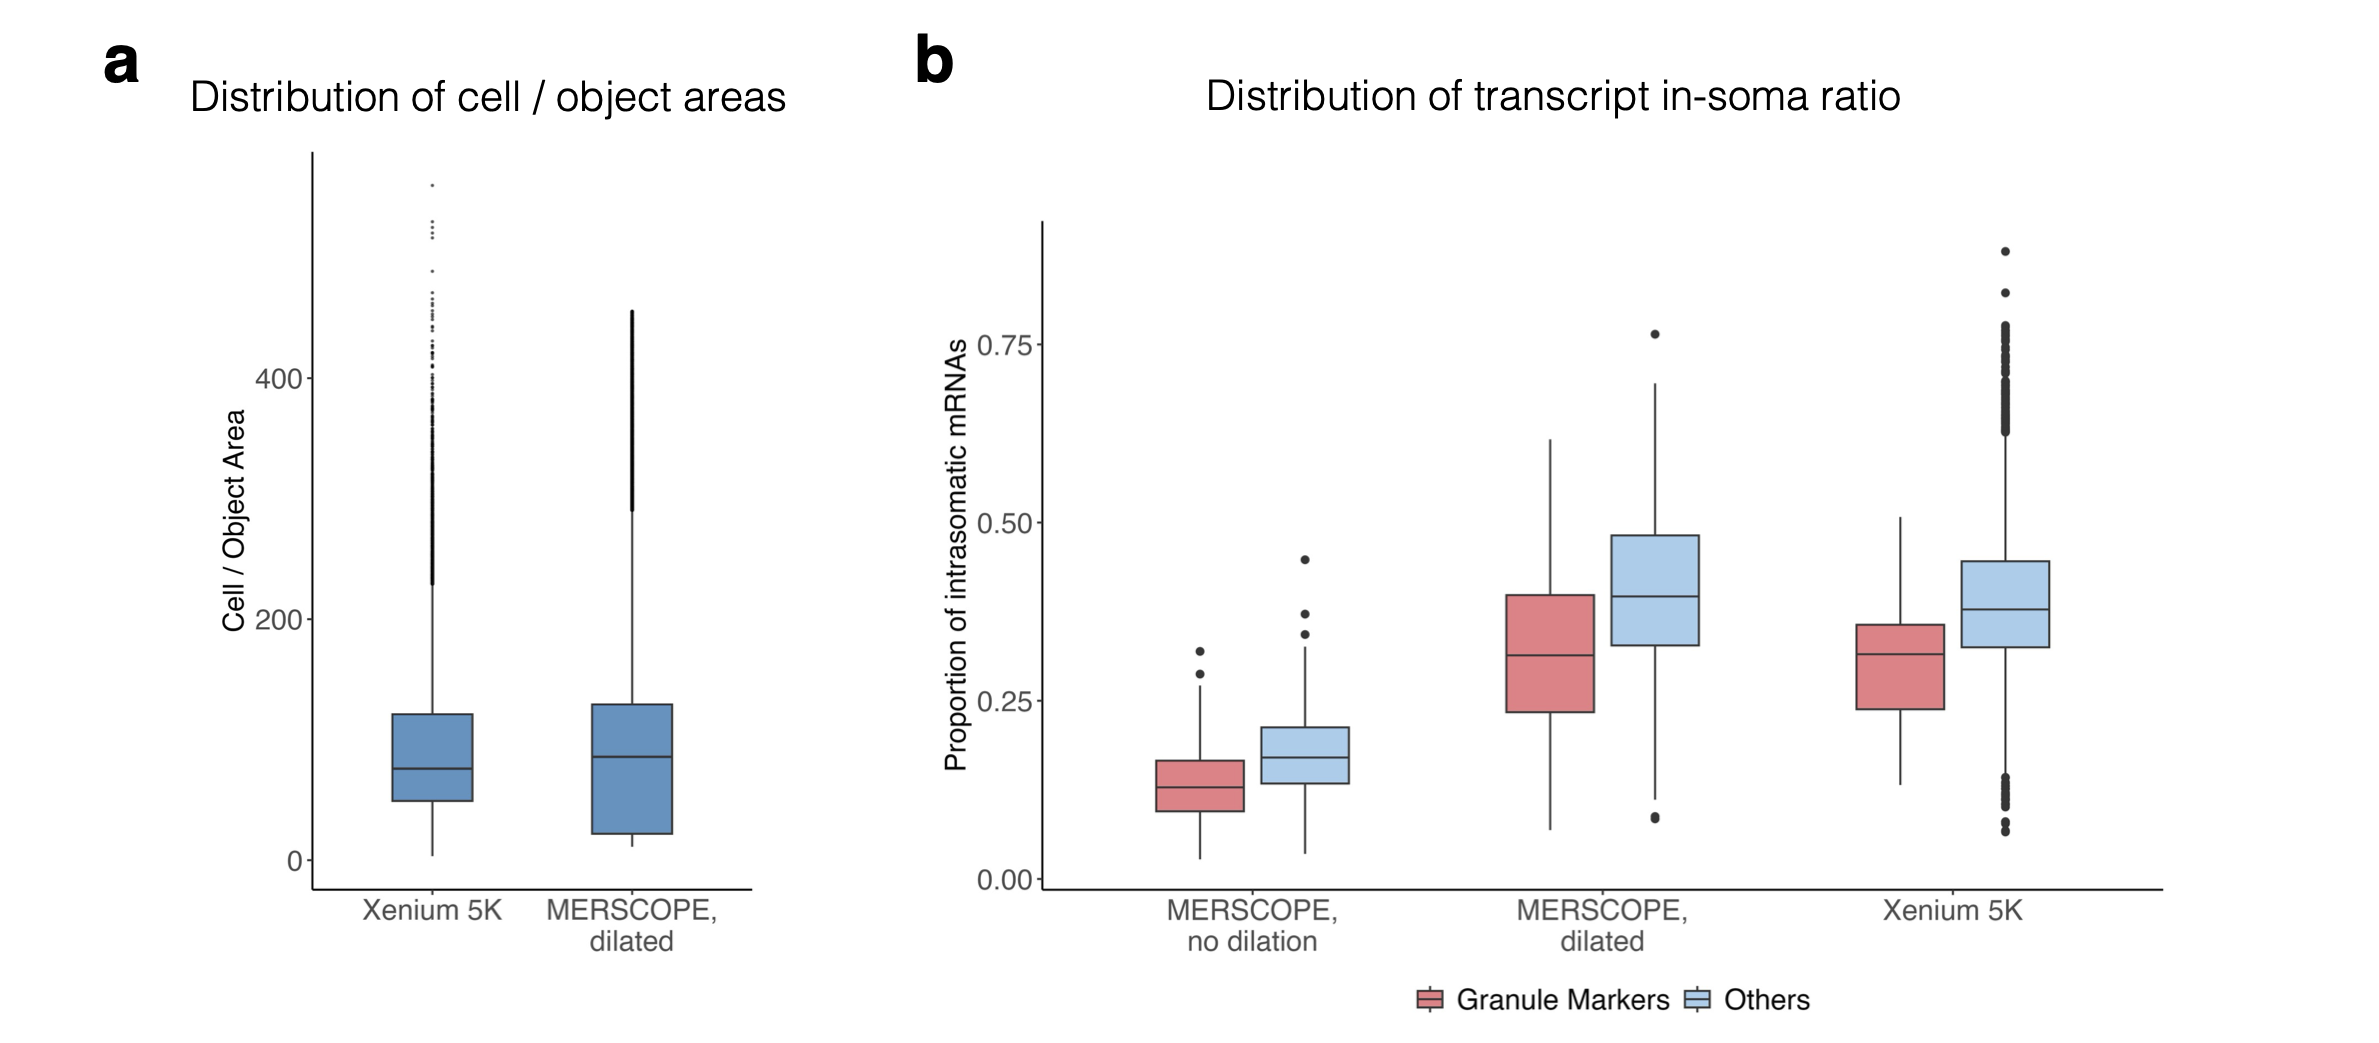 a
Distribution of cell / object areas
Cell / Object Area
400
200
0
Xenium 5K
MERSCOPE,
dilated
b
Distribution of transcript in-soma ratio
Proportion of intrasomatic mRNAs
0.75
0.50
0.25
0.00
MERSCOPE,
no dilation
MERSCOPE,
dilated
Xenium 5K
Granule Markers
Others